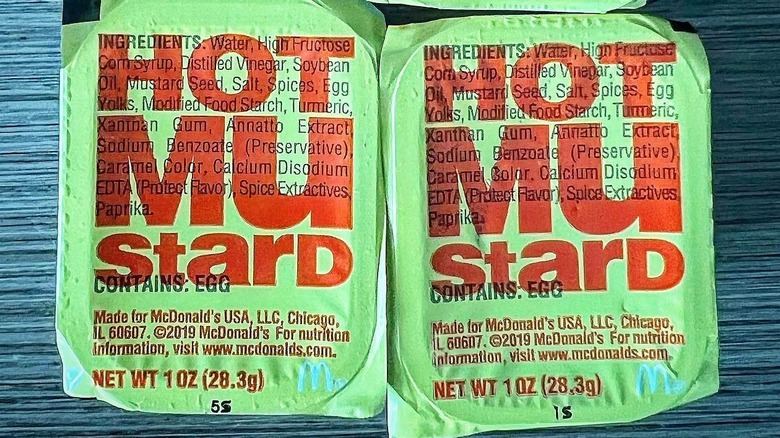 INGREDIENTS: Water, High Fructose
Corn Syrup, Distilled Vinegar, Soybean
Oil, Mustard Seed, Salt, Spices, Egg
Yolks, Modified Food Starch, Turmeric,
Xanthan Gum, Annatto Extract,
Sodium Benzoate (Preservative),
Caramel Color, Calcium Disodium
EDTA (Protect Flavor), Spice Extractives,
Paprika.
HOT
MU
starD
CONTAINS: EGG
Made for McDonald's USA, LLC, Chicago,
IL 60607. ©2019 McDonald's For nutrition
information, visit www.mcdonalds.com.
NET WT 1 OZ (28.3g)
M
5S
INGREDIENTS: Water, High Fructose
Corn Syrup, Distilled Vinegar, Soybean
Oil, Mustard Seed, Salt, Spices, Egg
Yolks, Modified Food Starch, Turmeric,
Xanthan Gum, Annatto Extract,
Sodium Benzoate (Preservative),
Caramel Color, Calcium Disodium
EDTA (Protect Flavor), Spice Extractives,
Paprika.
HOT
MU
starD
CONTAINS: EGG
Made for McDonald's USA, LLC, Chicago,
IL 60607. ©2019 McDonald's For nutrition
information, visit www.mcdonalds.com.
NET WT 1 OZ (28.3g)
M
1S